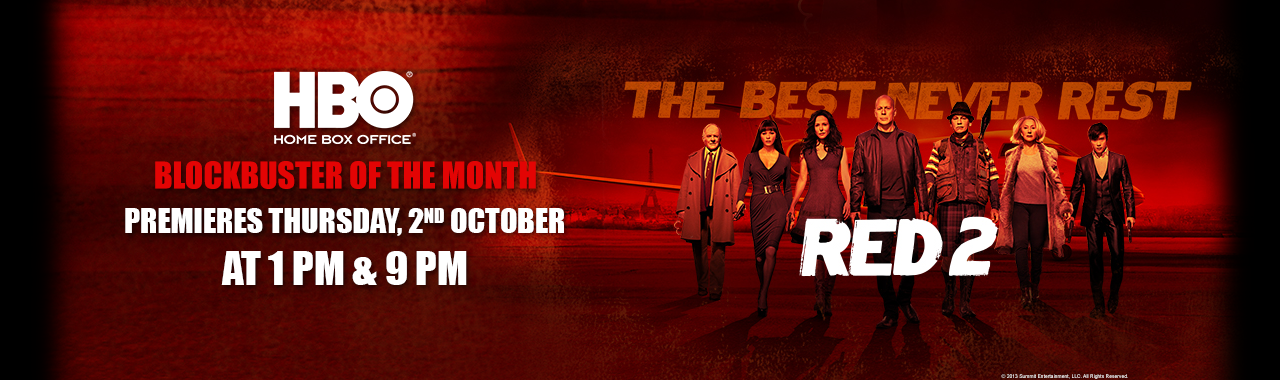 HBO®
HOME BOX OFFICE®
BLOCKBUSTER OF THE MONTH
PREMIERES THURSDAY, 2ND OCTOBER
AT 1 PM & 9 PM
THE BEST NEVER REST
RED 2
© 2013 Summit Entertainment, LLC. All Rights Reserved.